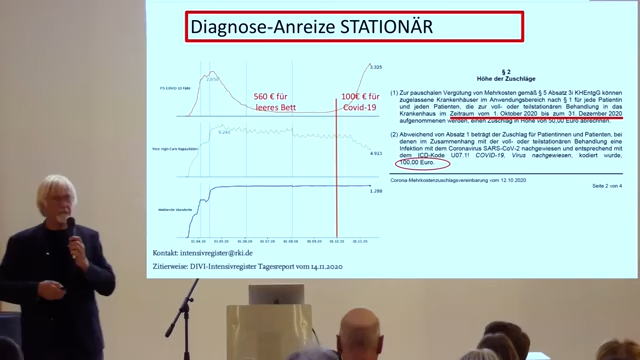 Diagnose-Anreize STATIONÄR
3.325
560 € für
leeres Bett
100€ € für
Covid-19
4.911
1.288
Kontakt: intensivregister@rki.de
Zitierweise: DIVI-Intensivregister Tagesreport vom 14.11.2020
§ 2
Höhe der Zuschläge
(1) Zur pauschalen Vergütung von Mehrkosten gemäß § 5 Absatz 3i KHEntgG können
zugelassene Krankenhäuser im Anwendungsbereich nach § 1 für jede Patientin
und jeden Patienten, die zur voll- oder teilstationären Behandlung in das
Krankenhaus im Zeitraum vom 1. Oktober 2020 bis zum 31. Dezember 2020
aufgenommen werden, einen Zuschlag in Höhe von 50,00 Euro abrechnen.
(2) Abweichend von Absatz 1 beträgt der Zuschlag für Patientinnen und Patienten, bei
denen im Zusammenhang mit der voll- oder teilstationären Behandlung eine
Infektion mit dem Coronavirus SARS-CoV-2 nachgewiesen und entsprechend mit
dem ICD-Kode U07.1! COVID-19, Virus nachgewiesen, kodiert wurde,
100,00 Euro.
Corona-Mehrkostenzuschlagsvereinbarung vom 12.10.2020
Seite 2 von 4